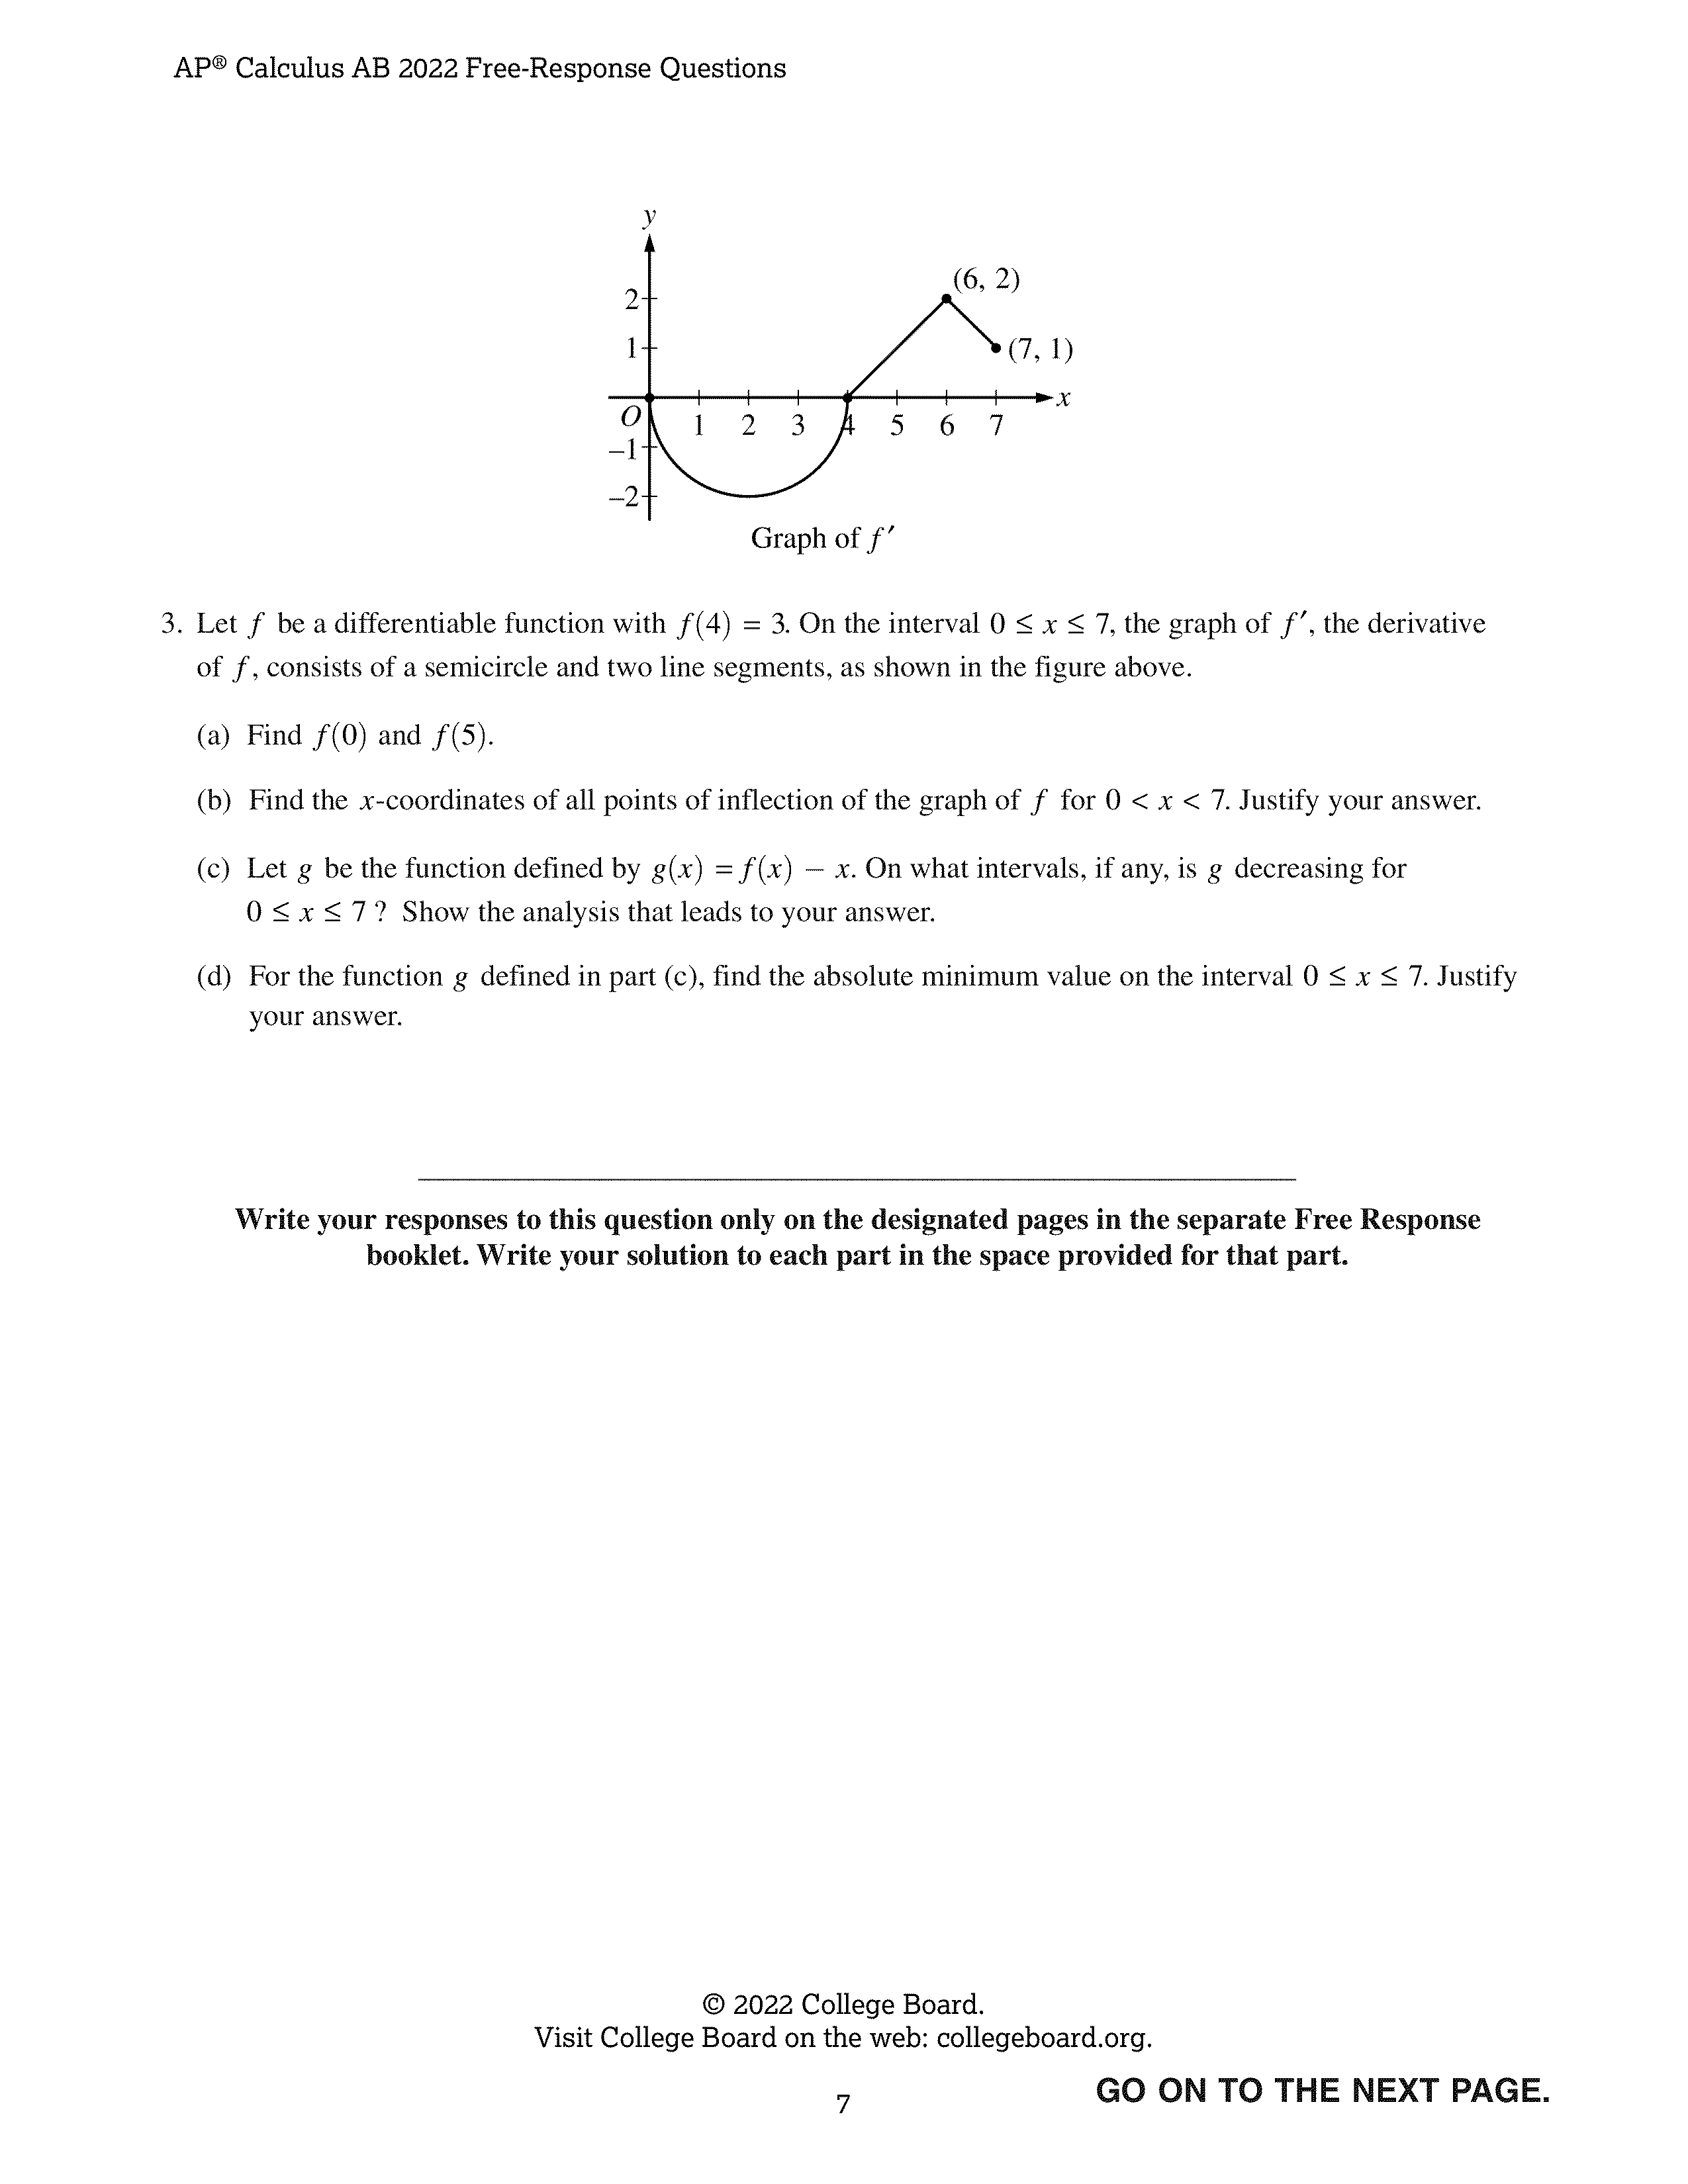 AP® Calculus AB 2022 Free-Response Questions
y
(6, 2)
2
1
(7, 1)
x
O
1 2 3 4 5 6 7
–1
–2
Graph of f′
3. Let f be a differentiable function with f(4) = 3. On the interval 0 ≤ x ≤ 7, the graph of f′, the derivative
of f, consists of a semicircle and two line segments, as shown in the figure above.
(a) Find f(0) and f(5).
(b) Find the x-coordinates of all points of inflection of the graph of f for 0 < x < 7. Justify your answer.
(c) Let g be the function defined by g(x) = f(x) − x. On what intervals, if any, is g decreasing for
0 ≤ x ≤ 7 ? Show the analysis that leads to your answer.
(d) For the function g defined in part (c), find the absolute minimum value on the interval 0 ≤ x ≤ 7. Justify
your answer.
Write your responses to this question only on the designated pages in the separate Free Response
booklet. Write your solution to each part in the space provided for that part.
© 2022 College Board.
Visit College Board on the web: collegeboard.org.
GO ON TO THE NEXT PAGE.
7